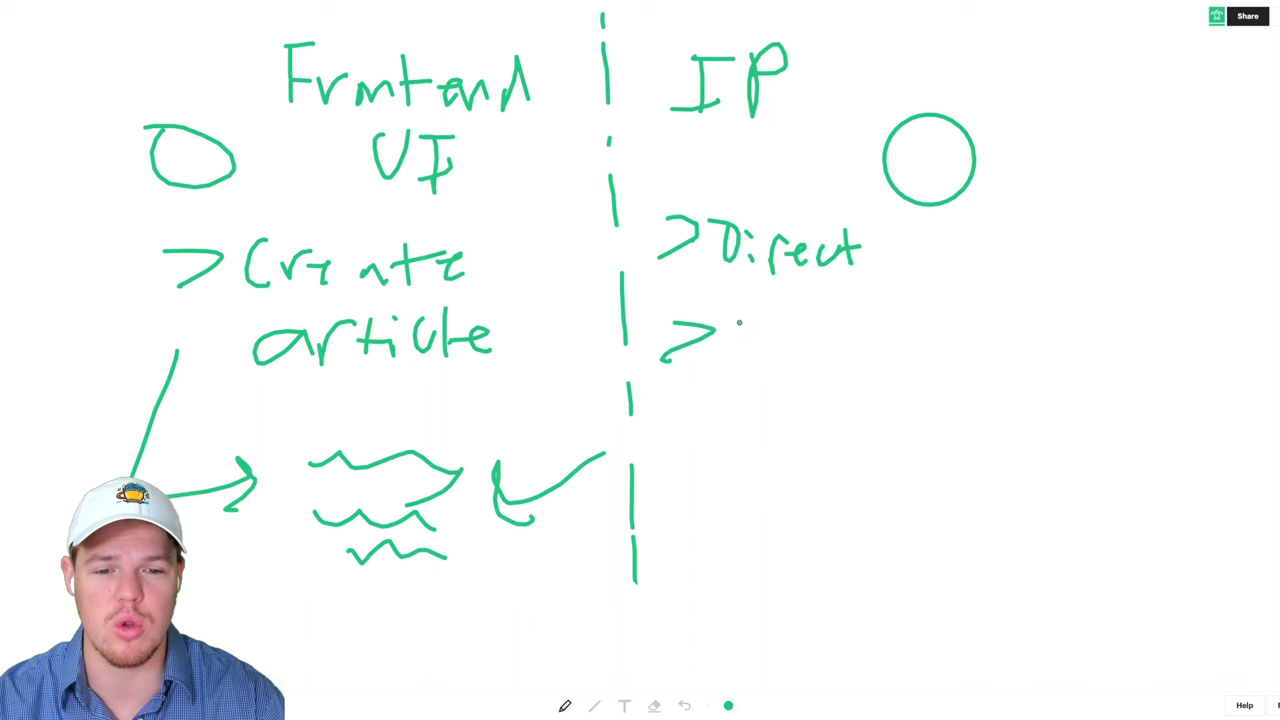 Frontend
UI
> Create
article
IP
> Direct
>
Share
Help